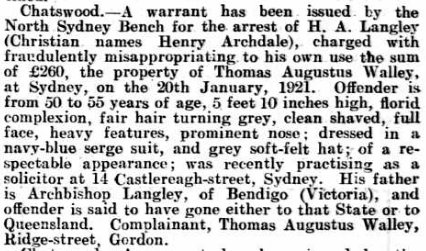 Chatswood.—A warrant has been issued by the
North Sydney Bench for the arrest of H. A. Langley
(Christian names Henry Archdale), charged with
fraudulently misappropriating to his own use the sum
of £260, the property of Thomas Augustus Walley,
at Sydney, on the 20th January, 1921. Offender is
from 50 to 55 years of age, 5 feet 10 inches high, florid
complexion, fair hair turning grey, clean shaved, full
face, heavy features, prominent nose; dressed in a
navy-blue serge suit, and grey soft-felt hat; of a re-
spectable appearance; was recently practising as a
solicitor at 14 Castlereagh-street, Sydney. His father
is Archbishop Langley, of Bendigo (Victoria), and
offender is said to have gone either to that State or to
Queensland. Complainant, Thomas Augustus Walley,
Ridge-street, Gordon.